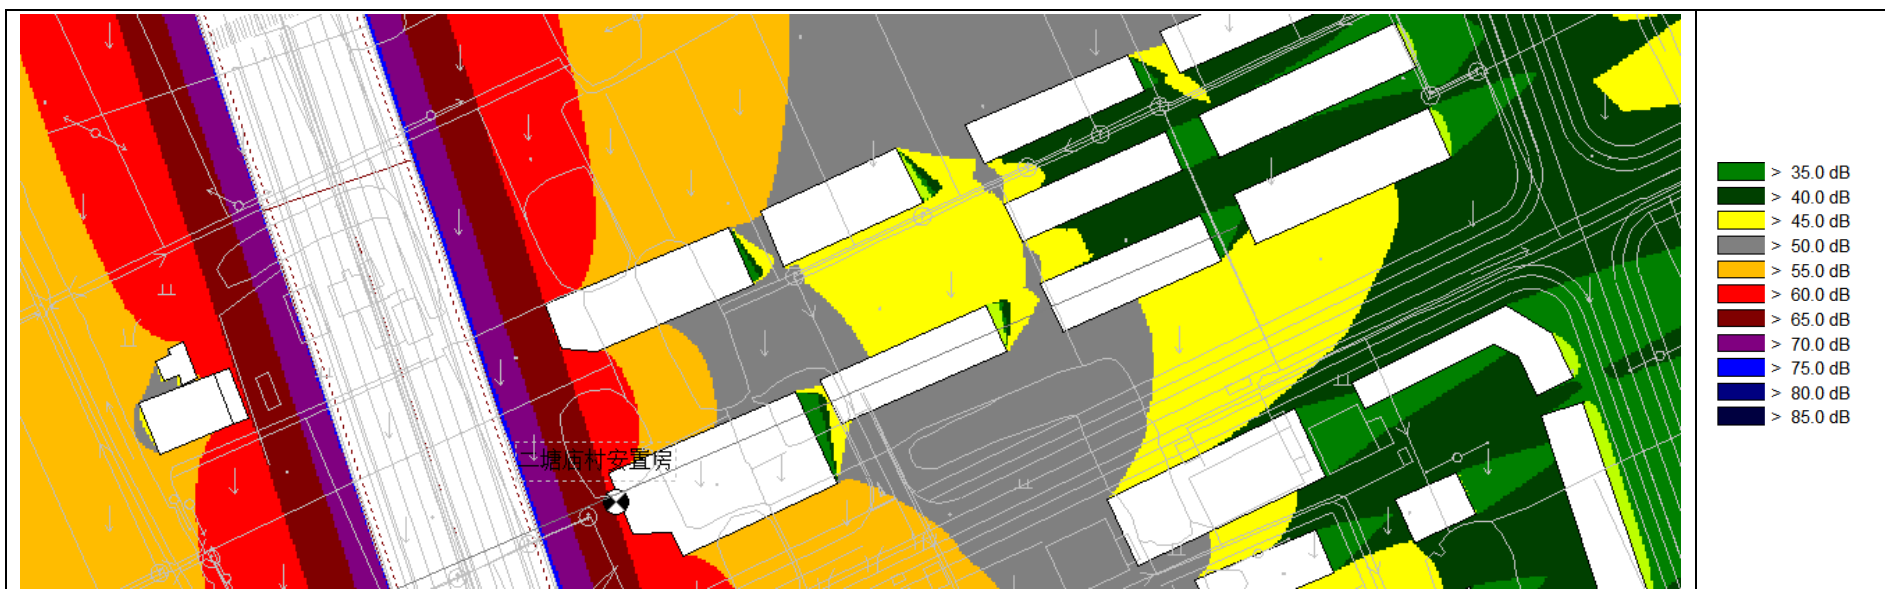 二塘庙村安置房
> 35.0 dB
> 40.0 dB
> 45.0 dB
> 50.0 dB
> 55.0 dB
> 60.0 dB
> 65.0 dB
> 70.0 dB
> 75.0 dB
> 80.0 dB
> 85.0 dB